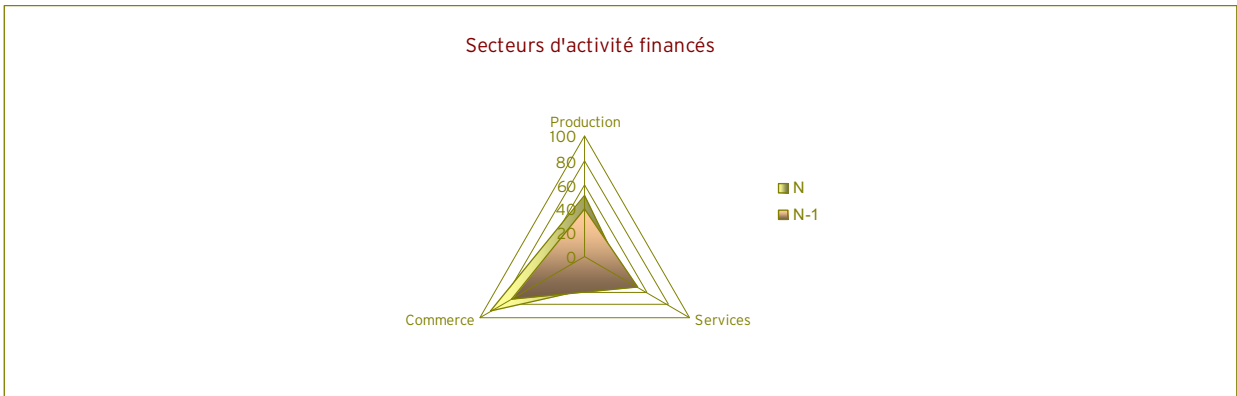 Secteurs d'activité financés
Production
100
80
60
40
20
0
N
N-1
Commerce
Services